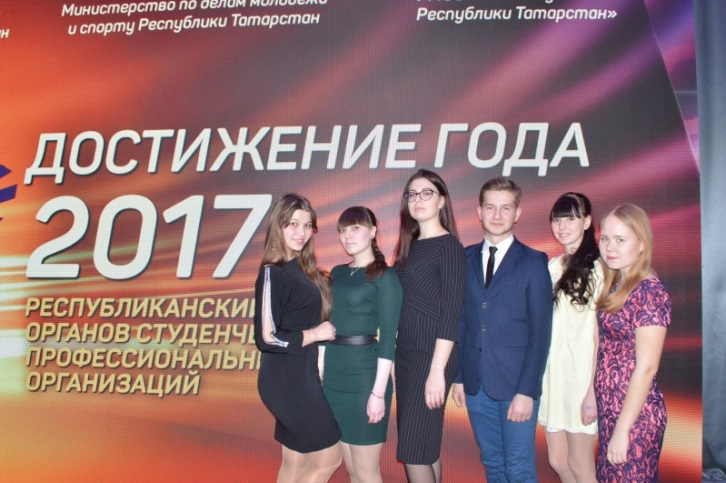 Министерство по делам молодежи
и спорту Республики Татарстан
Республики Татарстан»
ДОСТИЖЕНИЕ ГОДА
2017
РЕСПУБЛИКАНСКИ
ОРГАНОВ СТУДЕНЧ
ПРОФЕССИОНАЛЬН
ОРГАНИЗАЦИЙ